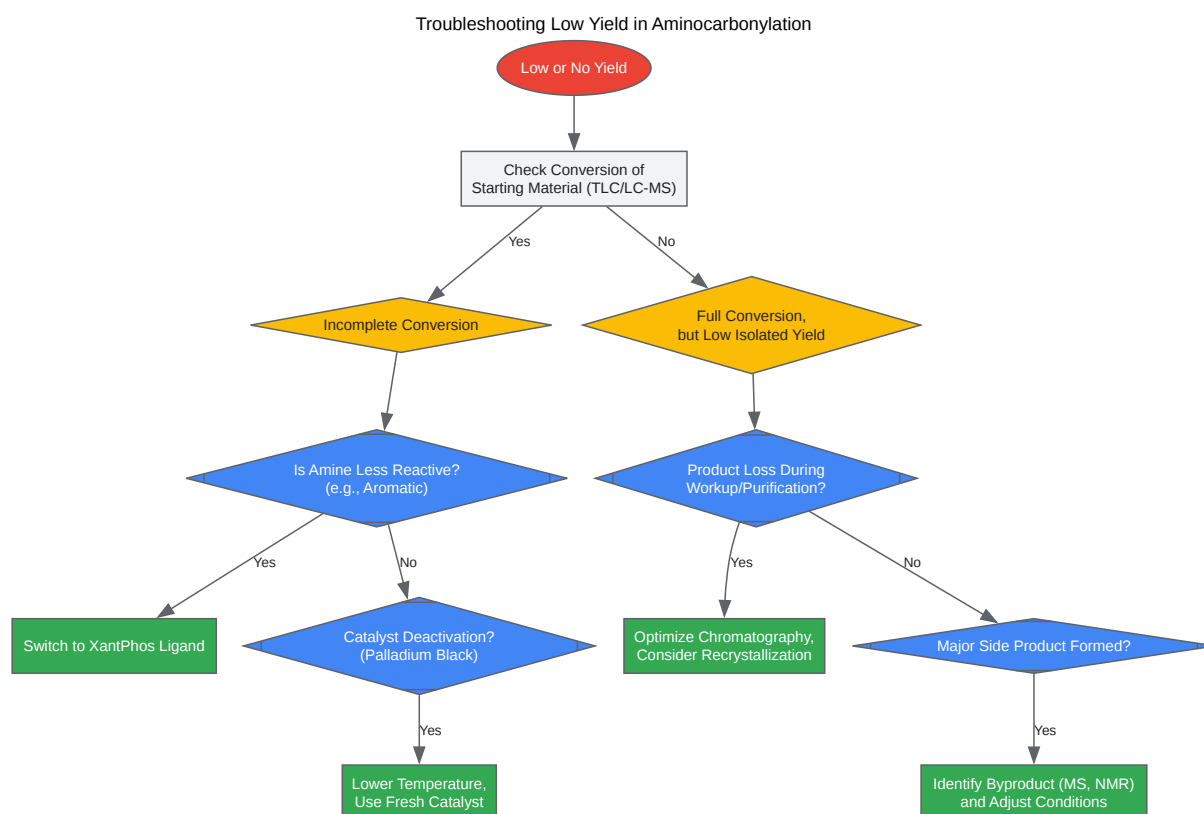 Troubleshooting Low Yield in Aminocarbonylation
Low or No Yield
Check Conversion of
Starting Material (TLC/LC-MS)
Yes
No
Incomplete Conversion
Full Conversion,
but Low Isolated Yield
Is Amine Less Reactive?
(e.g., Aromatic)
Product Loss During
Workup/Purification?
Yes
No
Yes
No
Switch to XantPhos Ligand
Catalyst Deactivation?
(Palladium Black)
Optimize Chromatography,
Consider Recrystallization
Major Side Product Formed?
Yes
Yes
Lower Temperature,
Use Fresh Catalyst
Identify Byproduct (MS, NMR)
and Adjust Conditions